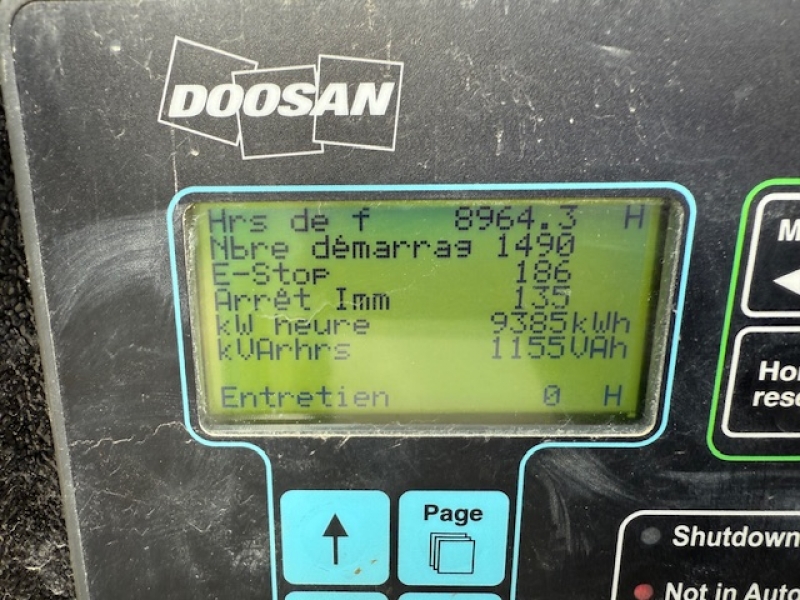 DOOSAN
Hrs de f 8964.3 H
Nbre démarrag 1490
E-Stop 186
Arrêt Imm 135
kW heure 9385kWh
kVArhrs 1155VAh
Entretien 0 H
Page
Shutdown
Not in Auto